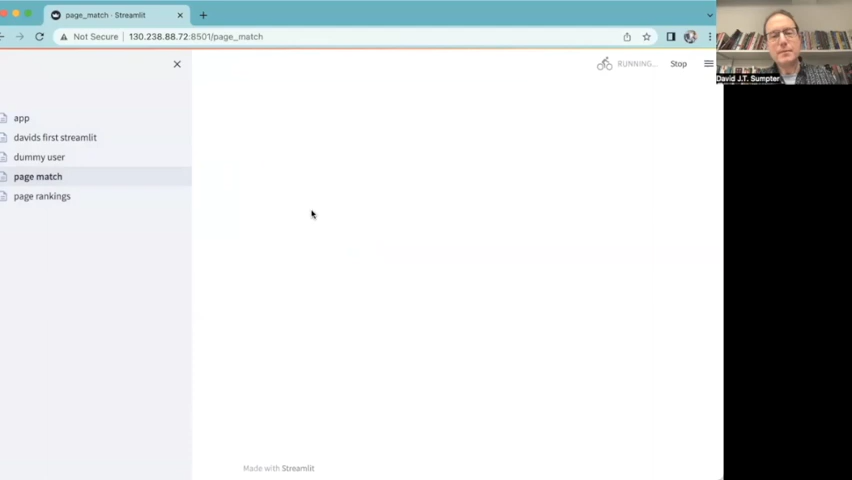 page_match · Streamlit
Not Secure
130.238.88.72:8501/page_match
RUNNING...
Stop
David J.T. Sumpter
app
davids first streamlit
dummy user
page match
page rankings
Made with Streamlit